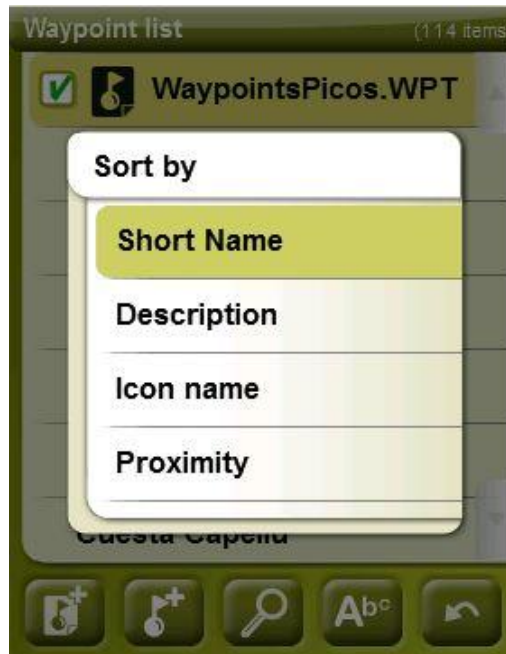 Waypoint list (114 items
WaypointsPicos.WPT
Sort by
Short Name
Description
Icon name
Proximity
Cuesta Capellu
Abc